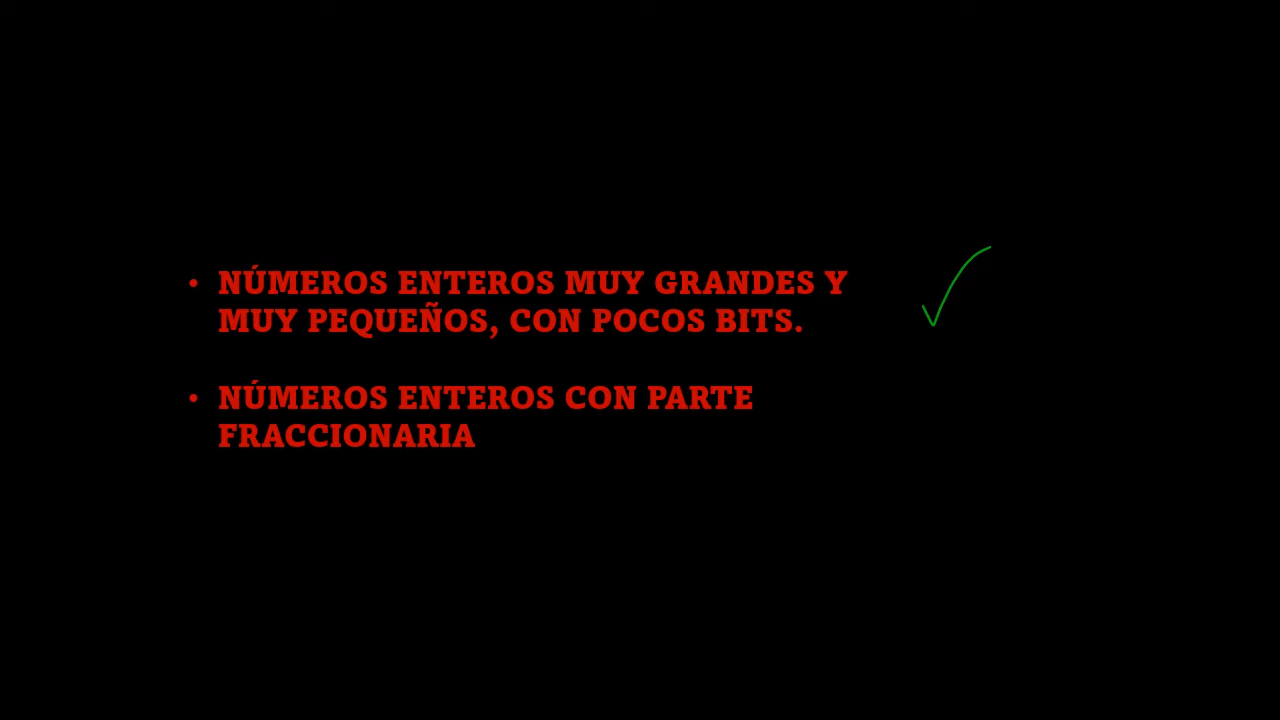 • NÚMEROS ENTEROS MUY GRANDES Y
MUY PEQUEÑOS, CON POCOS BITS.
• NÚMEROS ENTEROS CON PARTE
FRACCIONARIA